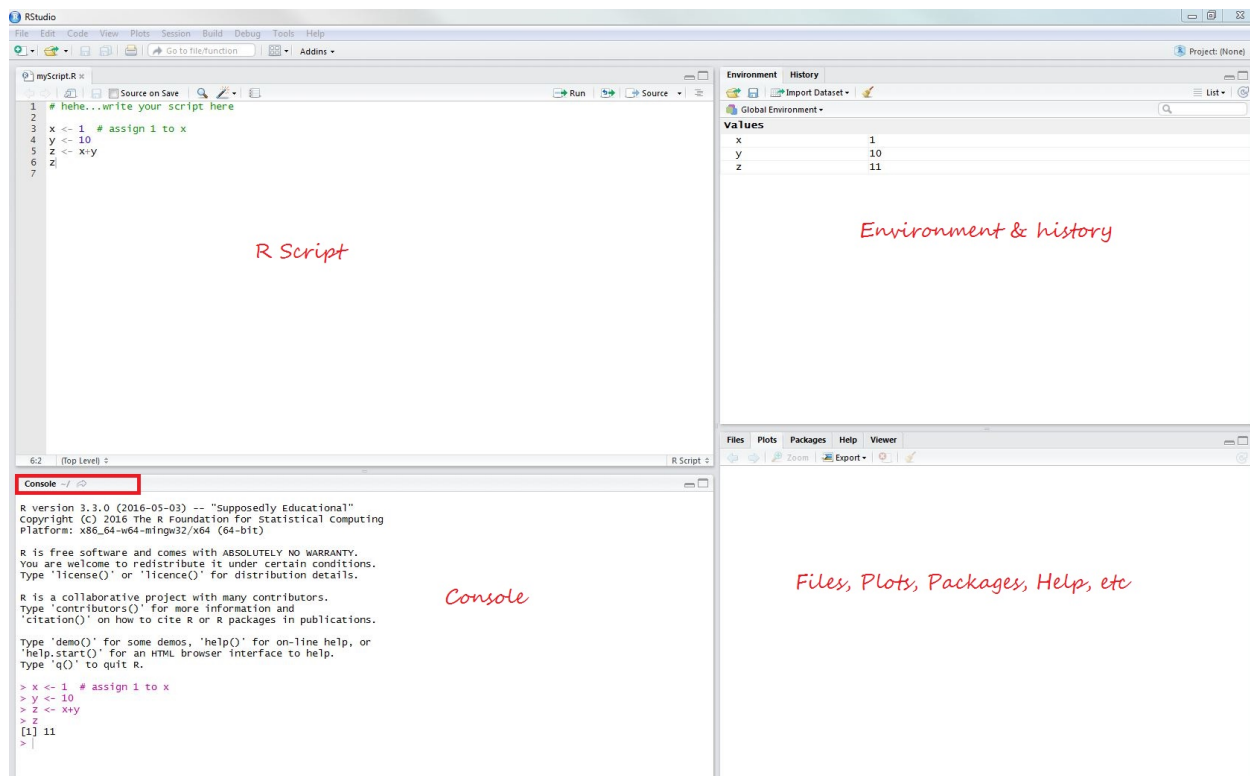 RStudio
File Edit Code View Plots Session Build Debug Tools Help
Go to file/function Addins
Project: (None)
myScript.R
Source on Save Run Source
1 # hehe...write your script here
2
3 x <- 1 # assign 1 to x
4 y <- 10
5 z <- x+y
6 z
7
R Script
6:2 (Top Level) R Script
Environment History
Import Dataset List
Global Environment
Values
x 1
y 10
z 11
Environment & history
Files Plots Packages Help Viewer
Zoom Export
Files, Plots, Packages, Help, etc
Console ~/
R version 3.3.0 (2016-05-03) -- "Supposedly Educational"
Copyright (C) 2016 The R Foundation for Statistical Computing
Platform: x86_64-w64-mingw32/x64 (64-bit)
R is free software and comes with ABSOLUTELY NO WARRANTY.
You are welcome to redistribute it under certain conditions.
Type 'license()' or 'licence()' for distribution details.
R is a collaborative project with many contributors.
Type 'contributors()' for more information and
'citation()' on how to cite R or R packages in publications.
Type 'demo()' for some demos, 'help()' for on-line help, or
'help.start()' for an HTML browser interface to help.
Type 'q()' to quit R.
Console
> x <- 1 # assign 1 to x
> y <- 10
> z <- x+y
> z
[1] 11
>